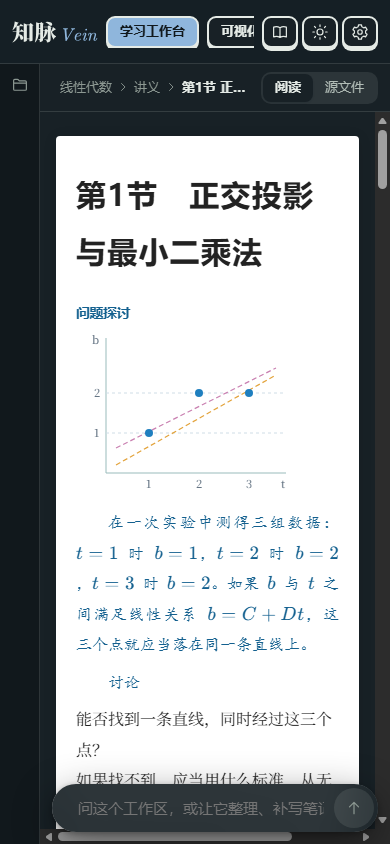 知脉 Vein 学习工作台 可视化
线性代数 > 讲义 > 第1节 正... 阅读 源文件
第1节　正交投影
与最小二乘法
问题探讨
b
2
1
1 2 3 t
在一次实验中测得三组数据：
t = 1 时 b = 1，t = 2 时 b = 2
，t = 3 时 b = 2。如果 b 与 t 之
间满足线性关系 b = C + Dt，这
三个点就应当落在同一条直线上。
讨论
能否找到一条直线，同时经过这三个
点？
如果找不到，应当用什么标准，从无
问这个工作区，或让它整理、补写笔记